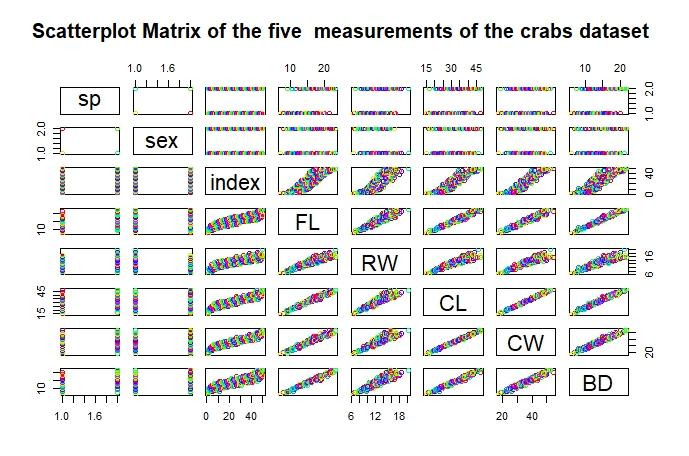 Scatterplot Matrix of the five measurements of the crabs dataset
1.0 1.6 10 20 15 30 45 10 20
sp 1.0 2.0
1.0 2.0 sex
index 0 40
10 FL
RW 6 16
15 45 CL
CW 20
10 BD
1.0 1.6 0 20 40 6 12 18 20 40